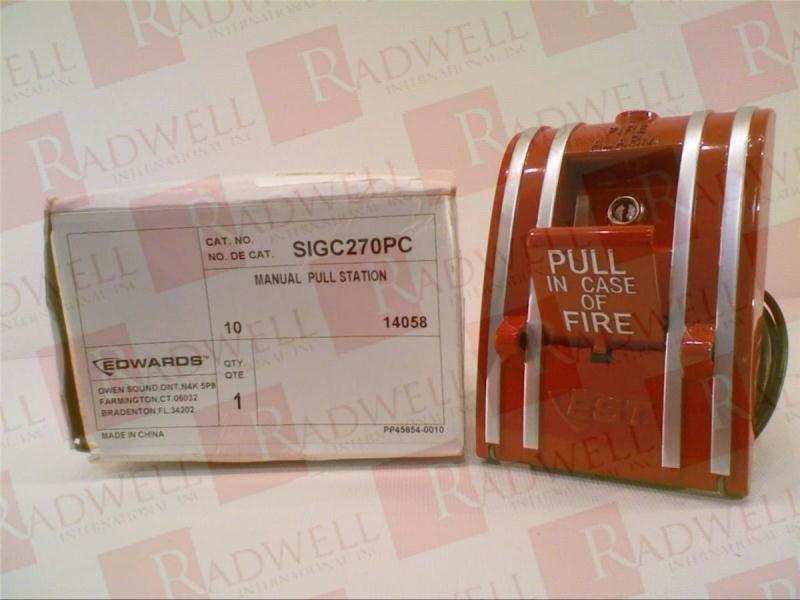 CAT. NO.
NO. DE CAT. SIGC270PC
MANUAL PULL STATION
10 14058
EDWARDS™
QTY.
QTE.
1
OWEN SOUND,ONT.N4K 5P8
FARMINGTON,CT.06032
BRADENTON,FL.34202
MADE IN CHINA
PP45654-0010
FIRE
ALARM
PULL
IN CASE
OF
FIRE
EST
RADWELL
INTERNATIONAL, INC.